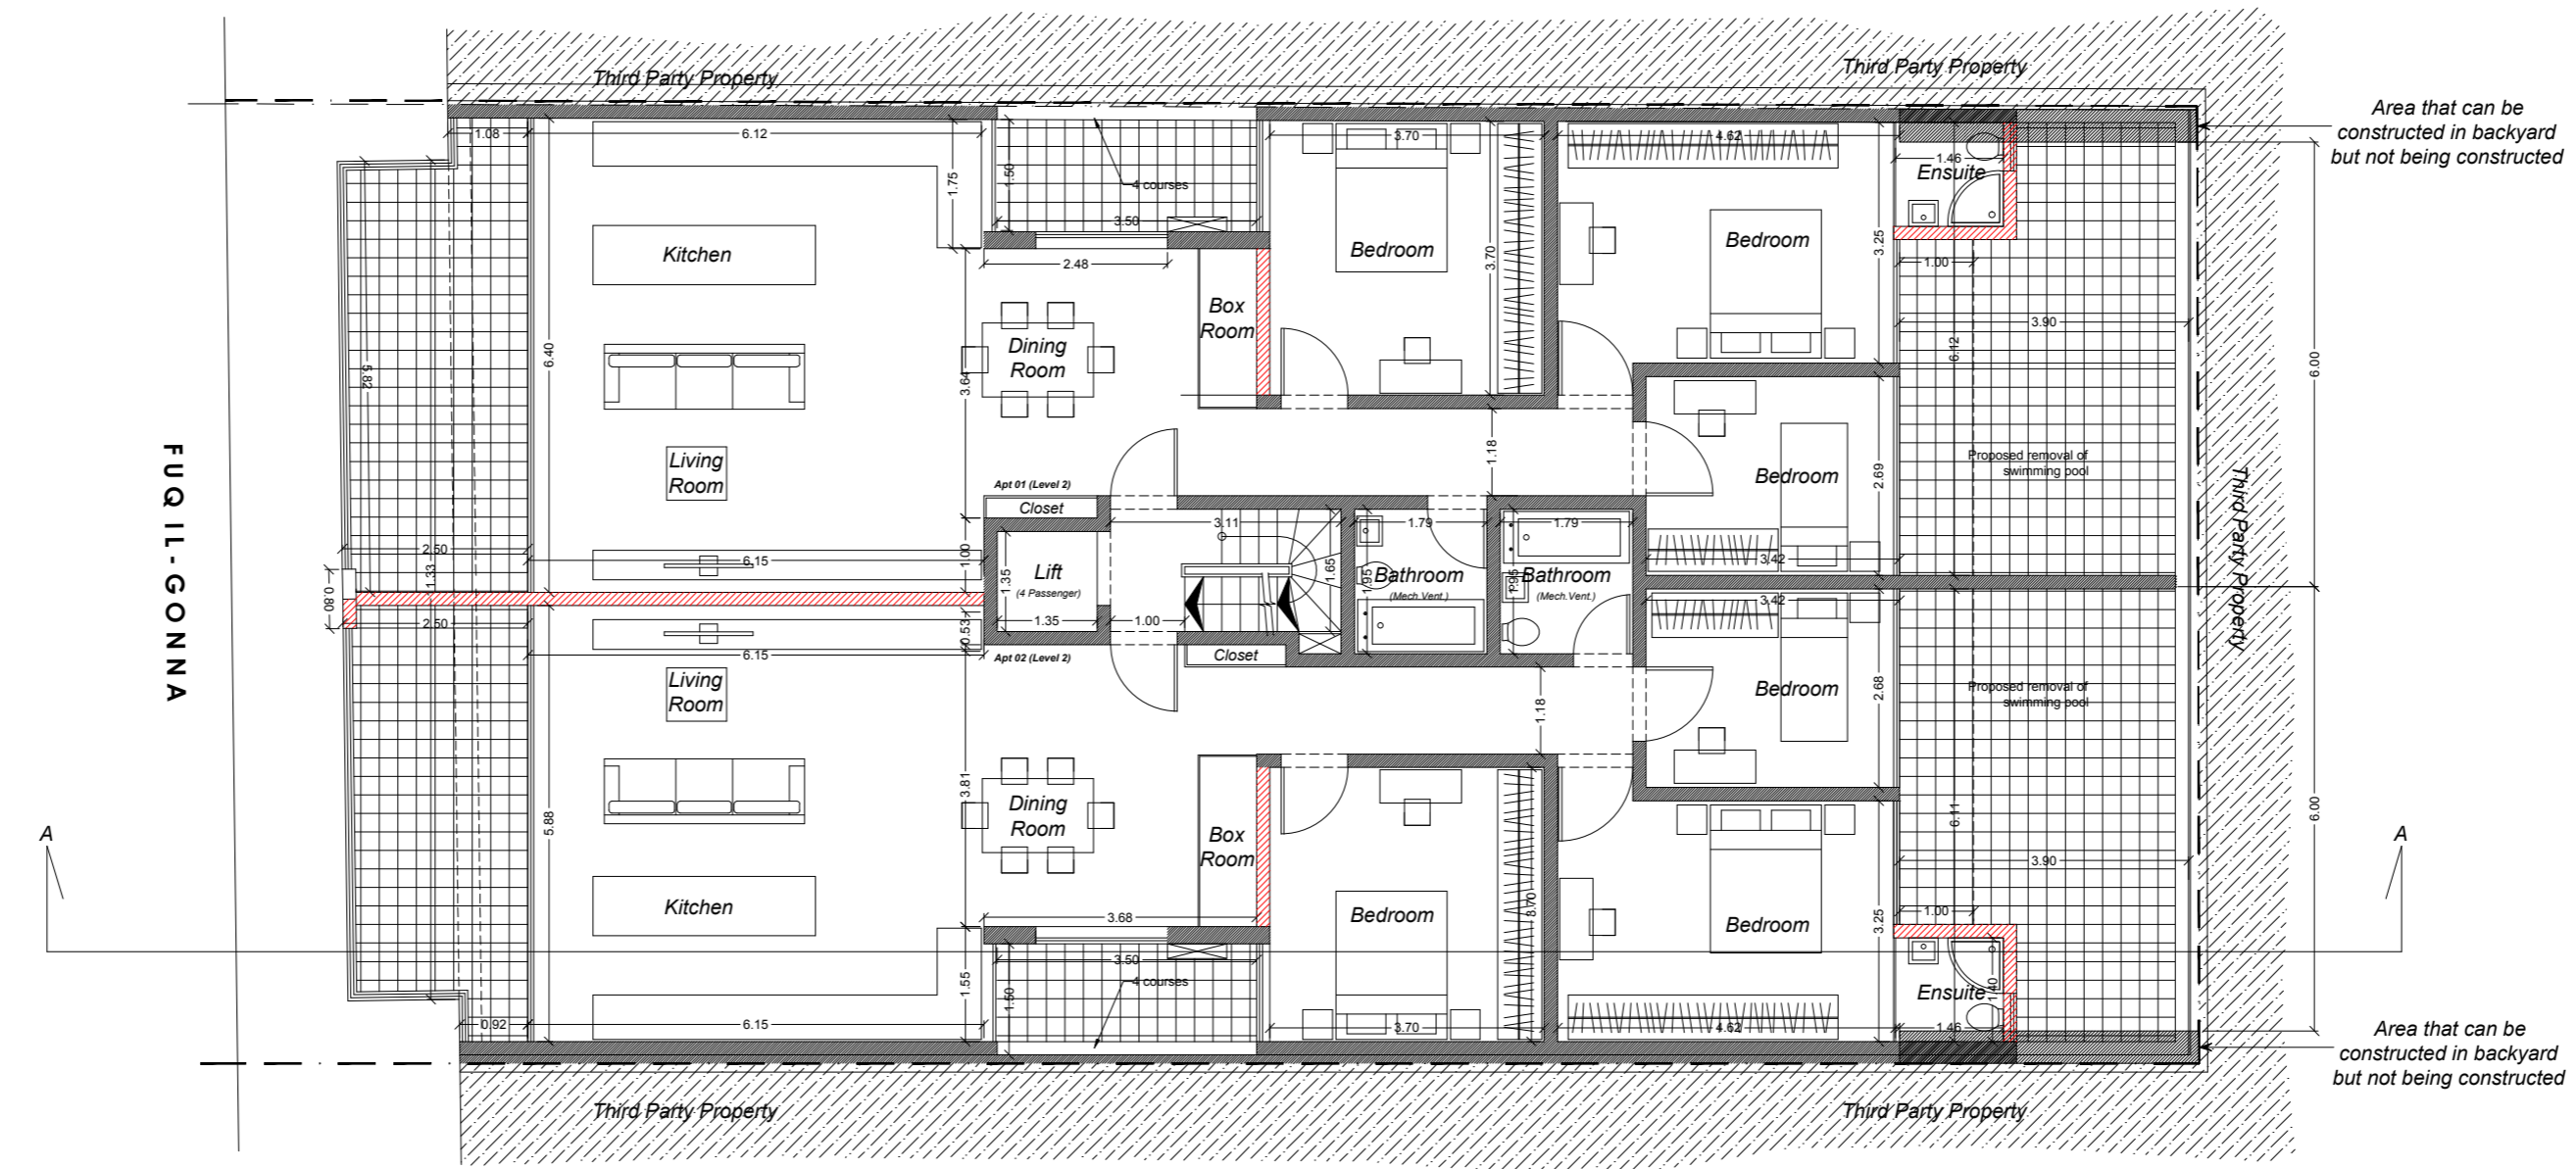 Third Party Property
Third Party Property
Area that can be
constructed in backyard
but not being constructed
1.08
6.12
1.75
1.50
4 courses
3.50
3.70
4.62
1.46
Ensuite
Kitchen
2.48
Bedroom
3.70
Bedroom
3.25
1.00
Box
Room
Dining
Room
3.90
6.12
6.00
5.82
6.40
3.64
FUQ IL-GONNA
Living
Room
Apt 01 (Level 2)
Closet
1.18
Bedroom
2.69
Proposed removal of
swimming pool
Third Party Property
2.50
6.15
1.00
1.35
Lift
(4 Passenger)
1.35
1.00
3.11
1.65
1.79
1.95
Bathroom
(Mech.Vent.)
1.79
1.95
Bathroom
(Mech.Vent.)
3.42
0.80
11.33
2.50
6.15
0.53
Apt 02 (Level 2)
Closet
3.42
Living
Room
1.18
Bedroom
2.68
Proposed removal of
swimming pool
5.88
3.81
Dining
Room
Box
Room
A
A
6.11
6.00
3.90
Kitchen
3.68
Bedroom
3.70
Bedroom
3.25
1.00
3.50
4 courses
1.50
1.55
0.92
6.15
3.70
4.62
1.46
1.40
Ensuite
Area that can be
constructed in backyard
but not being constructed
Third Party Property
Third Party Property